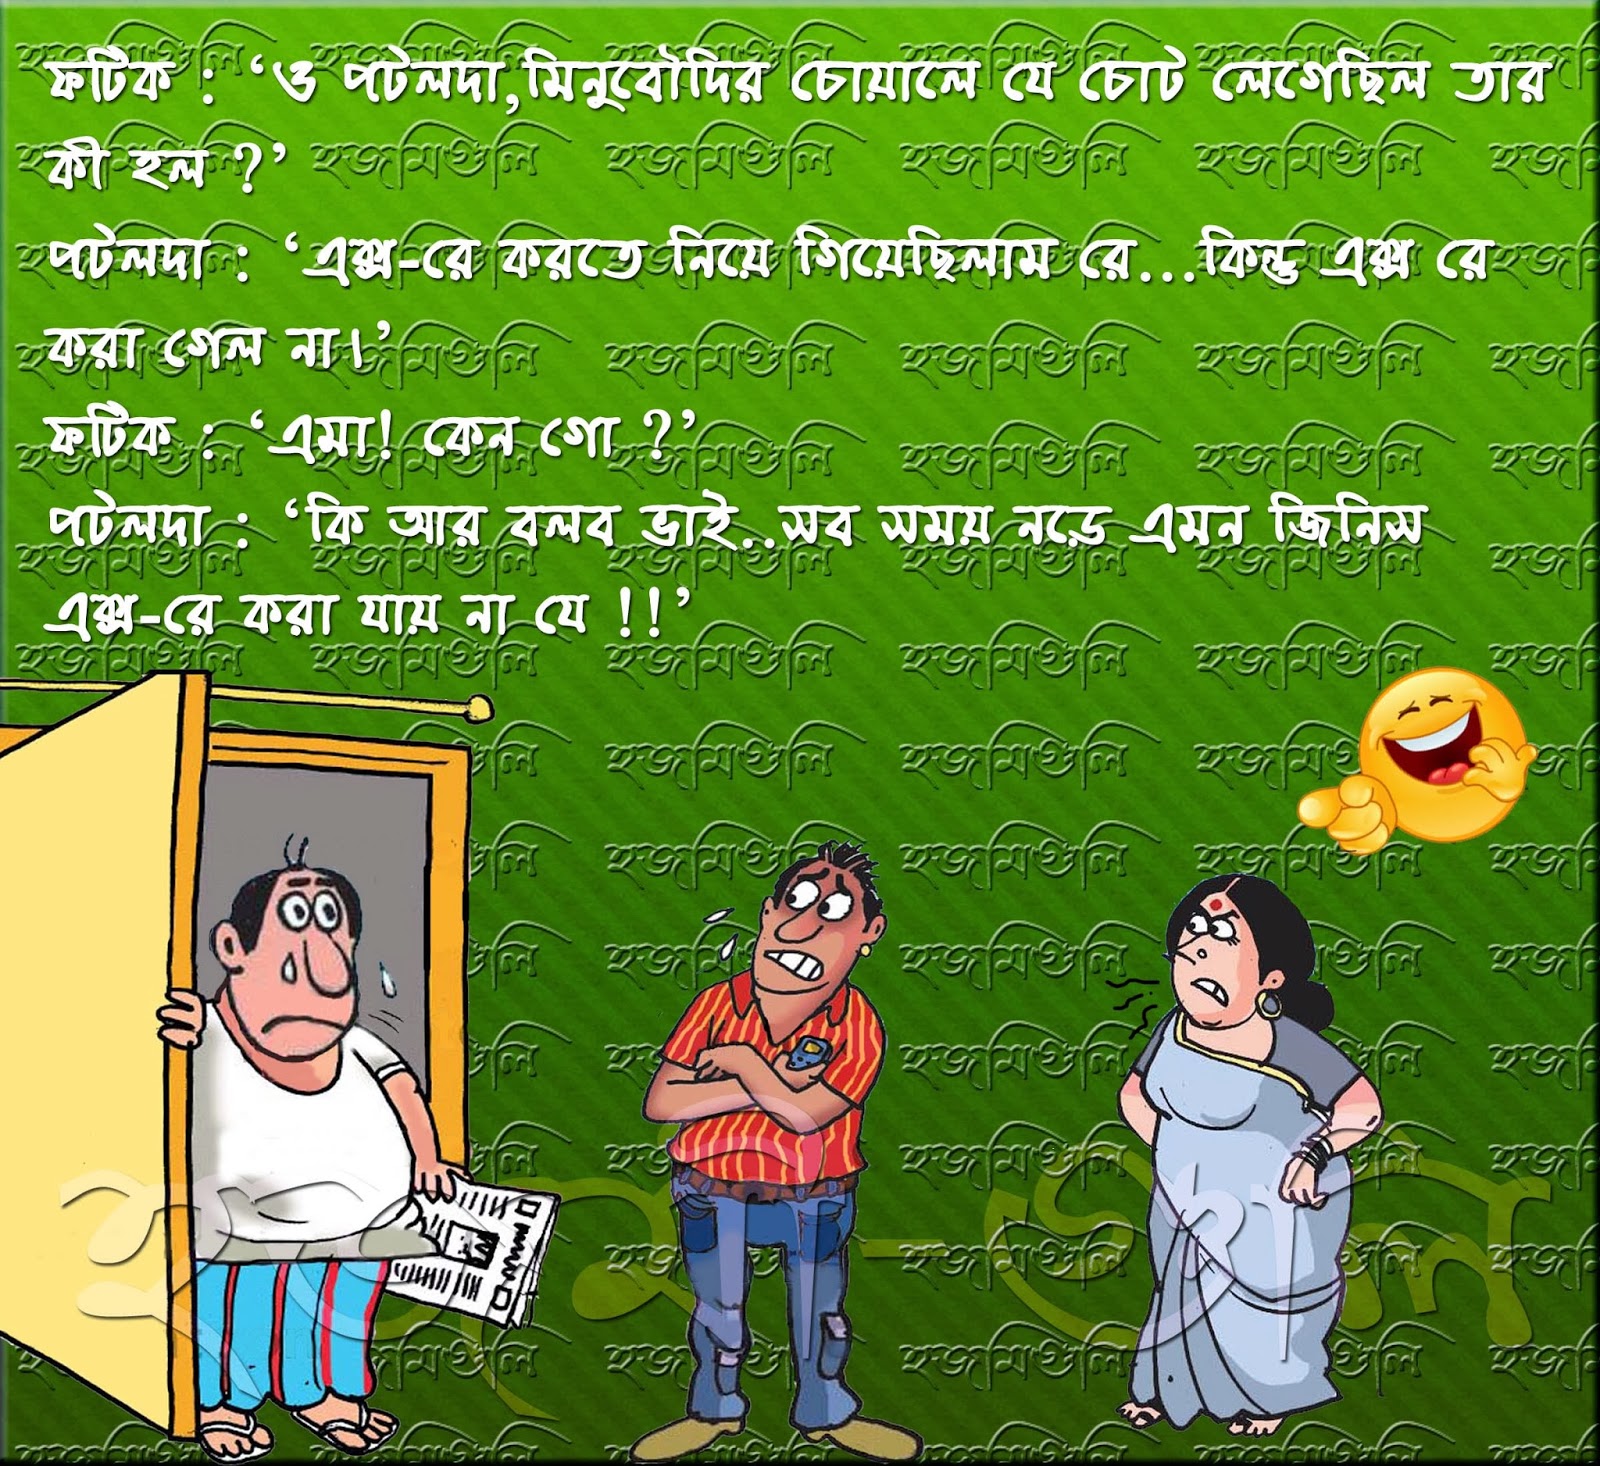 ফটিক : ‘ও পটলদা,মিনুবৌদির চোয়ালে যে চোট লেগেছিল তার
কী হল ?’
পটলদা : ‘এক্স-রে করতে নিয়ে গিয়েছিলাম রে...কিন্তু এক্স রে
করা গেল না।’
ফটিক : ‘এমা! কেন গো ?’
পটলদা : ‘কি আর বলব ভাই..সব সময় নড়ে এমন জিনিস
এক্স-রে করা যায় না যে !!’
হজমিগুলি